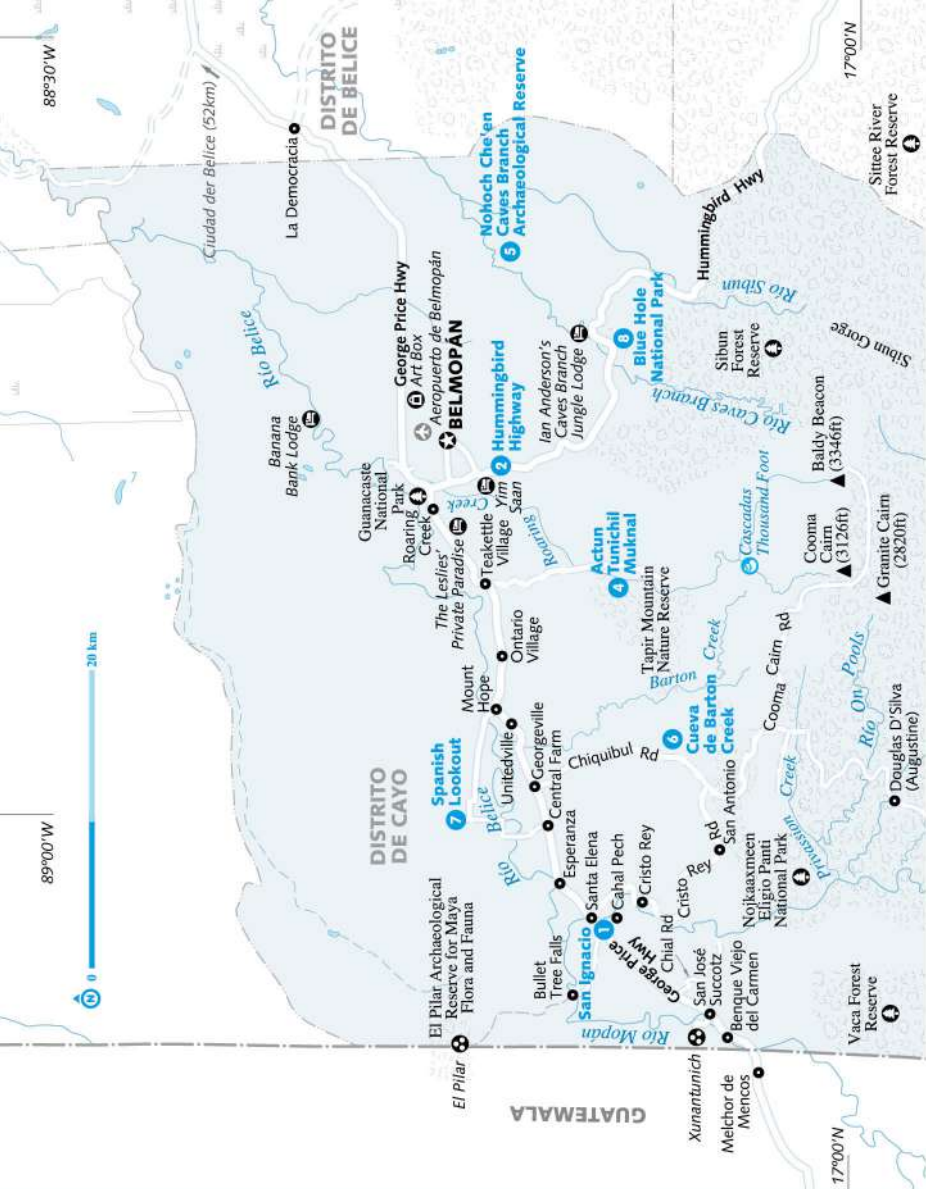 88°30'W
89°00'W
17°00'N
17°00'N
N
0
20 km
Ciudad der Belice (52km)
La Democracia
DISTRITO
DE BELICE
Río Belice
Banana
Bank Lodge
George Price Hwy
Art Box
Aeropuerto de Belmopán
BELMOPÁN
Guanacaste
National
Park
Roaring
Creek
Creek
Roaring
The Leslies'
Private Paradise
Yim
Saan
2
Hummingbird
Highway
Teakettle
Village
Nohoch Che'en
Caves Branch
5
Archaeological Reserve
Ian Anderson's
Caves Branch
Jungle Lodge
8
Blue Hole
National Park
Hummingbird Hwy
Río Sibun
Sibun
Forest
Reserve
Sibun Gorge
Río Caves Branch
Sittee River
Forest Reserve
4
Actun
Tunichil
Muknal
Tapir Mountain
Nature Reserve
Cascadas
Thousand Foot
Baldy Beacon
(3346ft)
Cooma
Cairn
(3126ft)
Granite Cairn
(2820ft)
Ontario
Village
Mount
Hope
Unitedville
Georgeville
Central Farm
Esperanza
Santa Elena
Cahal Pech
Cristo Rey
DISTRITO
DE CAYO
7
Spanish
Lookout
Río
Belice
Barton
Creek
6
Cueva
de Barton
Creek
Chiquibul Rd
Cooma Cairn Rd
Cristo Rey Rd
San Antonio
Privassion Creek
Río On Pools
Douglas D'Silva
(Augustine)
Nojkaaxmeen
Eligio Panti
National Park
El Pilar Archaeological
Reserve for Maya
Flora and Fauna
El Pilar
Bullet
Tree Falls
San Ignacio
1
George Price
Hwy
Chial Rd
San José
Succotz
Benque Viejo
del Carmen
Río Mopán
Xunantunich
Melchor de
Mencos
Vaca Forest
Reserve
GUATEMALA